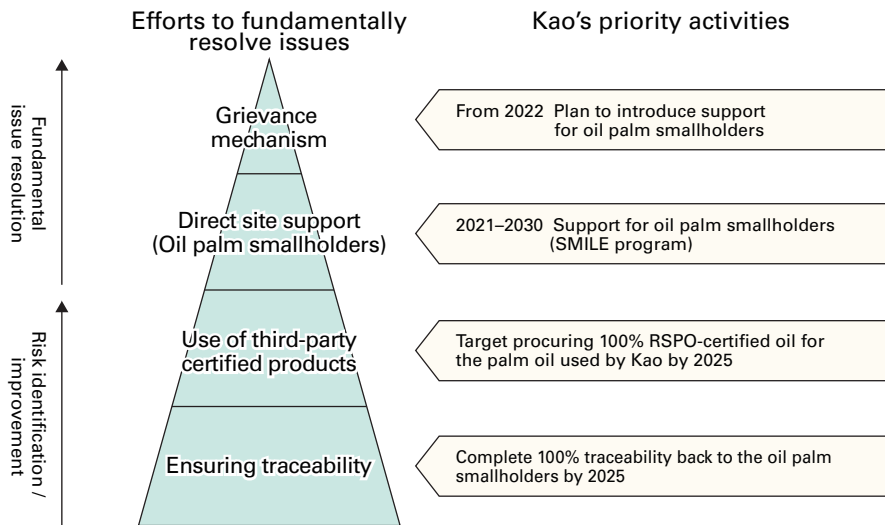 Efforts to fundamentally
resolve issues
Kao's priority activities
Fundamental
issue resolution
Grievance
mechanism
From 2022 Plan to introduce support
for oil palm smallholders
Direct site support
(Oil palm smallholders)
2021–2030 Support for oil palm smallholders
(SMILE program)
Risk identification /
improvement
Use of third-party
certified products
Target procuring 100% RSPO-certified oil for
the palm oil used by Kao by 2025
Ensuring traceability
Complete 100% traceability back to the oil palm
smallholders by 2025